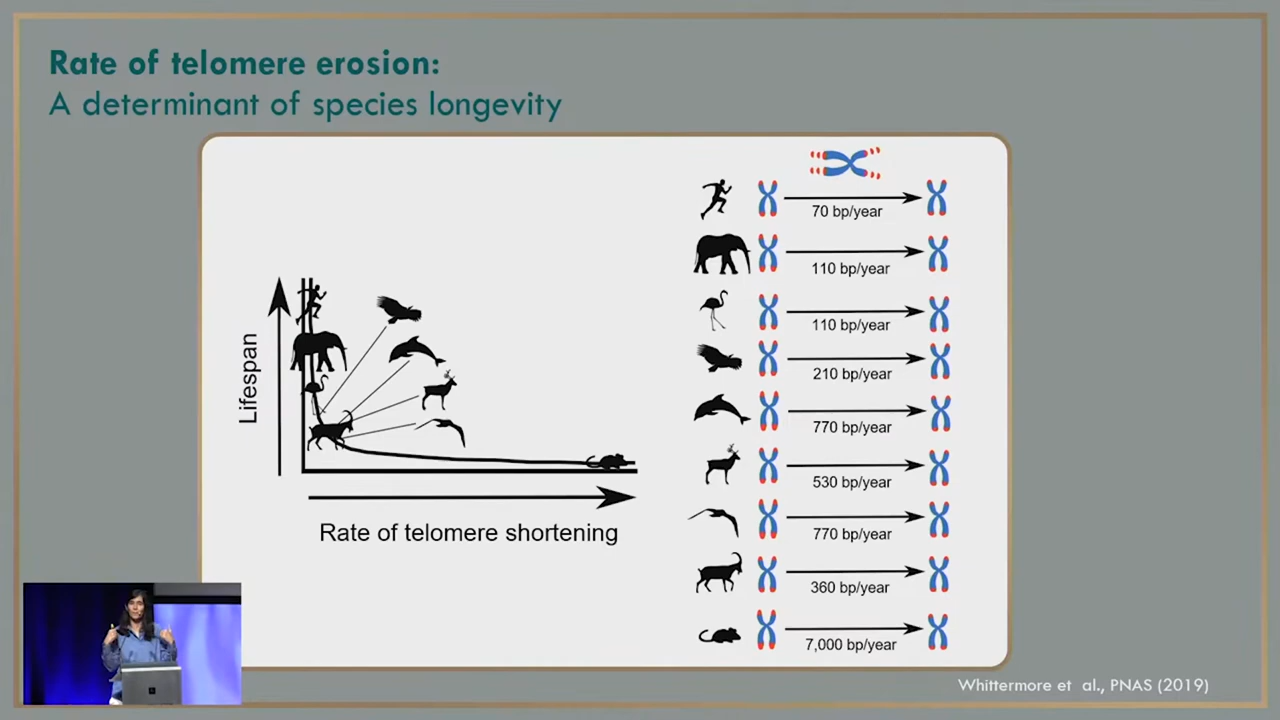 Rate of telomere erosion:
A determinant of species longevity
Lifespan
Rate of telomere shortening
70 bp/year
110 bp/year
110 bp/year
210 bp/year
770 bp/year
530 bp/year
770 bp/year
360 bp/year
7,000 bp/year
Whittermore et al., PNAS (2019)